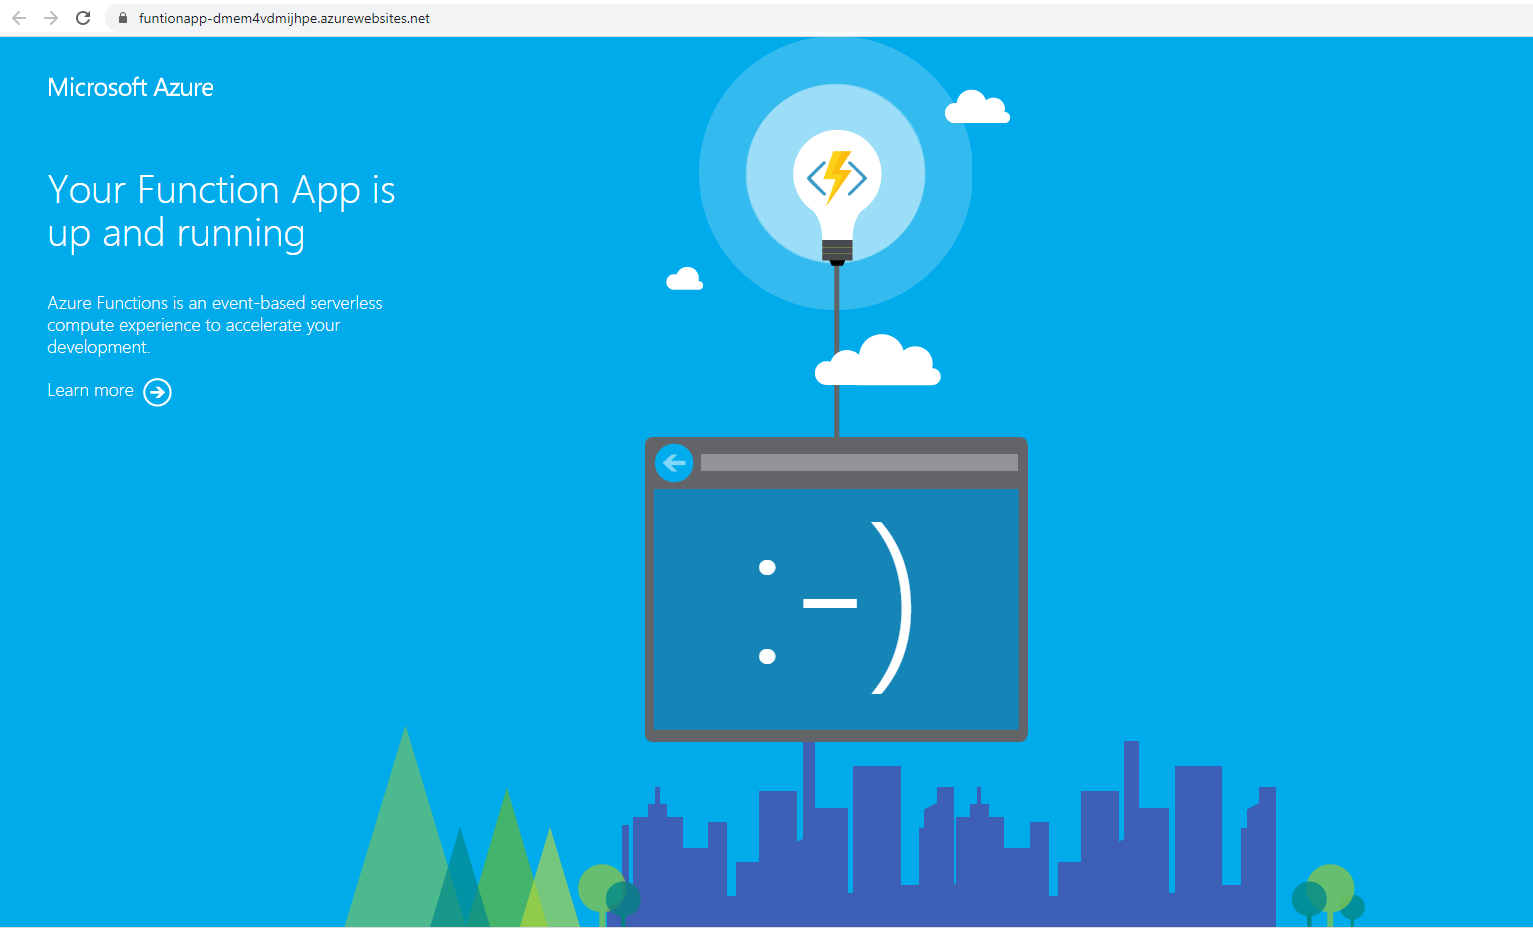 funtionapp-dmem4vdmijhpe.azurewebsites.net
Microsoft Azure
Your Function App is
up and running
Azure Functions is an event-based serverless
compute experience to accelerate your
development.
Learn more
:-)